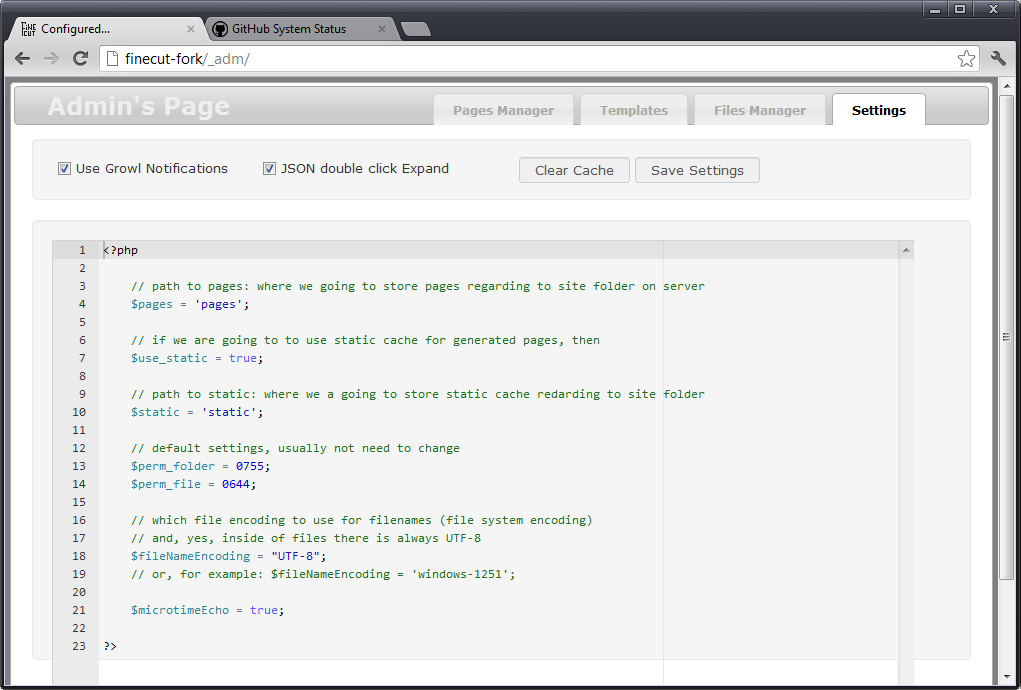 FINE CUT Configured...
GitHub System Status
finecut-fork/_adm/
Admin's Page
Pages Manager
Templates
Files Manager
Settings
Use Growl Notifications
JSON double click Expand
Clear Cache
Save Settings
1 <?php
2
3 // path to pages: where we going to store pages regarding to site folder on server
4 $pages = 'pages';
5
6 // if we are going to to use static cache for generated pages, then
7 $use_static = true;
8
9 // path to static: where we a going to store static cache redarding to site folder
10 $static = 'static';
11
12 // default settings, usually not need to change
13 $perm_folder = 0755;
14 $perm_file = 0644;
15
16 // which file encoding to use for filenames (file system encoding)
17 // and, yes, inside of files there is always UTF-8
18 $fileNameEncoding = "UTF-8";
19 // or, for example: $fileNameEncoding = 'windows-1251';
20
21 $microtimeEcho = true;
22
23 ?>